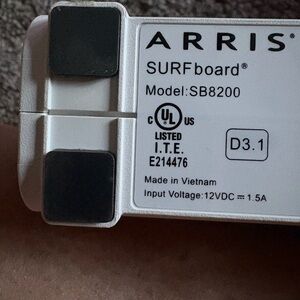 ARRIS®
SURFboard®
Model:SB8200
C UL US
LISTED
I.T.E.
E214476
D3.1
Made in Vietnam
Input Voltage:12VDC ⎓ 1.5A